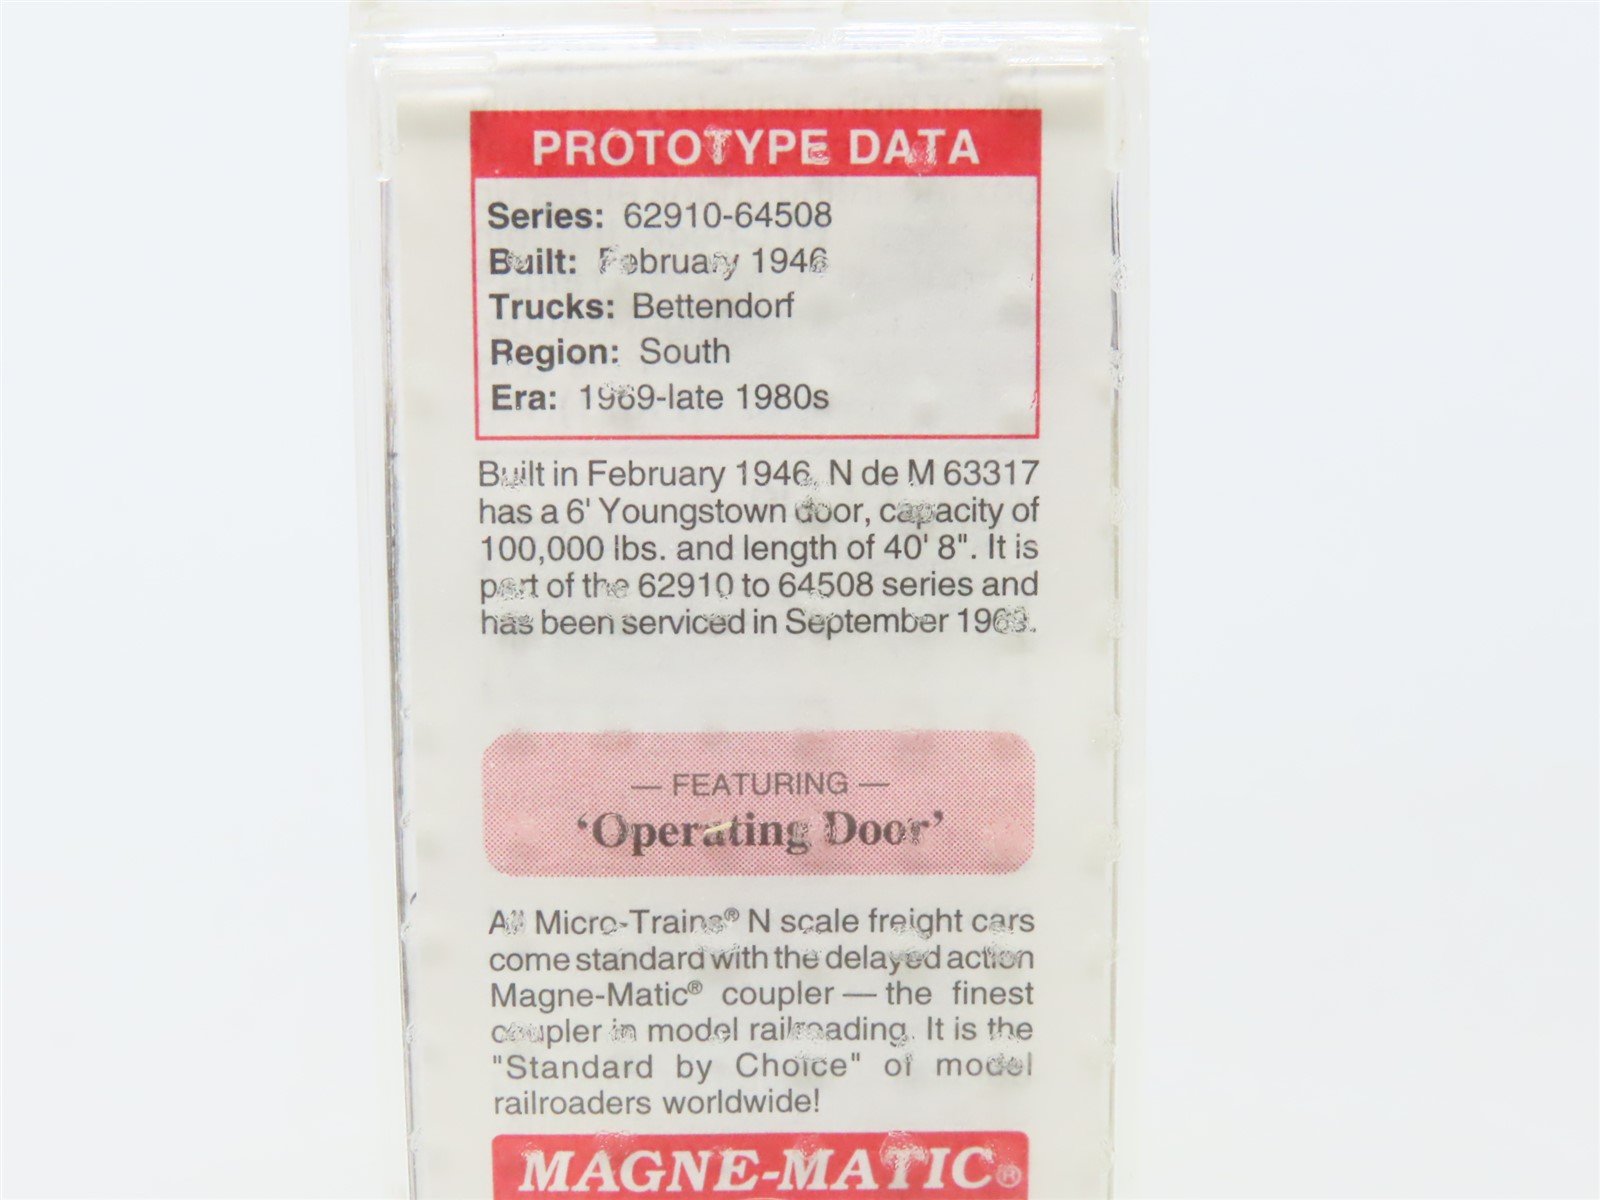 PROTOTYPE DATA
Series: 62910-64508
Built: February 1946
Trucks: Bettendorf
Region: South
Era: 1969-late 1980s
Built in February 1946, N de M 63317
has a 6' Youngstown door, capacity of
100,000 lbs. and length of 40' 8". It is
part of the 62910 to 64508 series and
has been serviced in September
— FEATURING —
‘Operating Door’
All Micro-Trains® N scale freight cars
come standard with the delayed action
Magne-Matic® coupler — the finest
coupler in model railroading. It is the
"Standard by Choice" of model
railroaders worldwide!
MAGNE-MATIC®